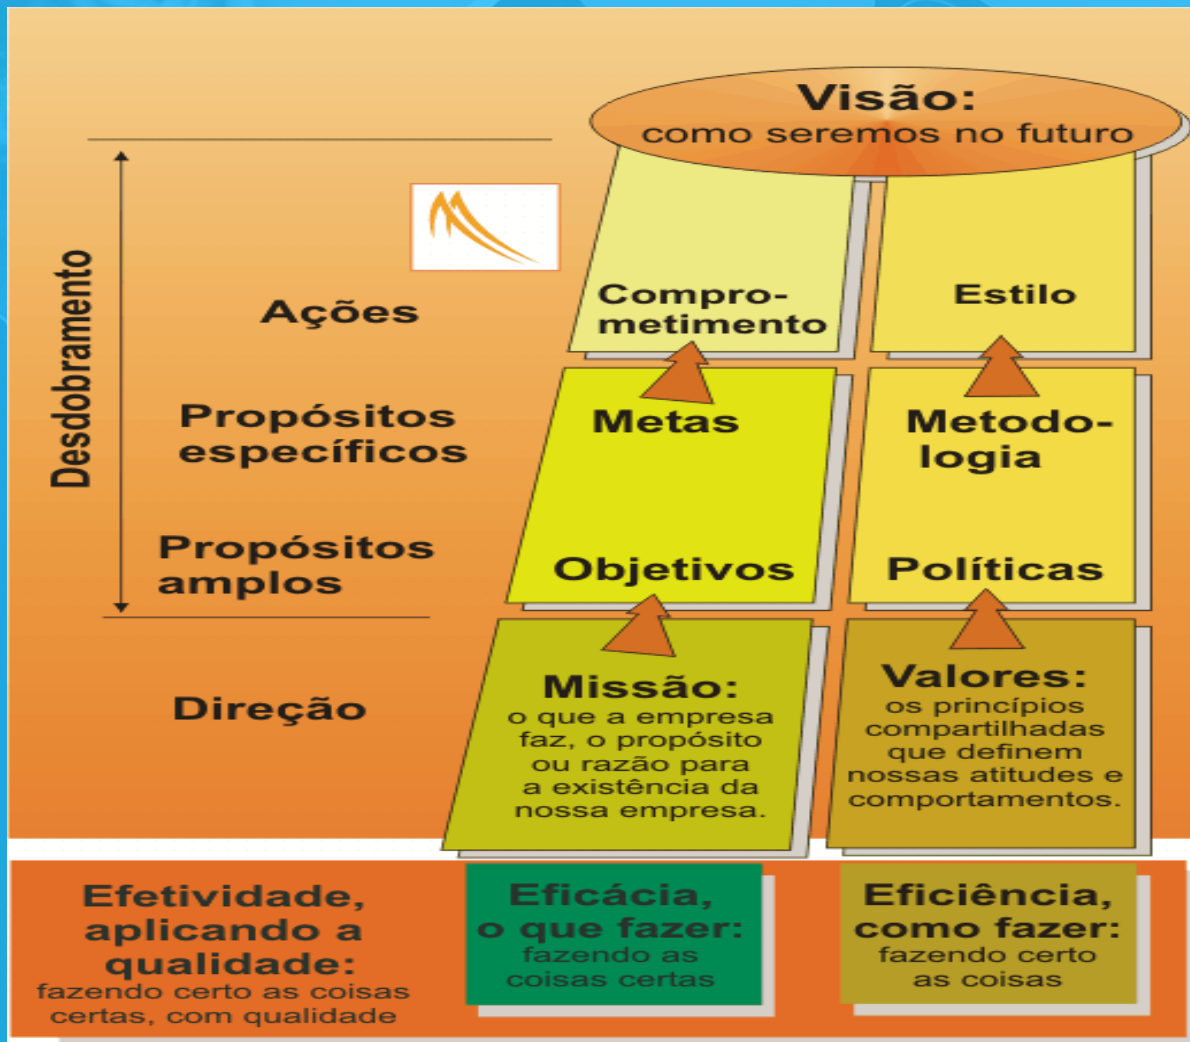 Visão:
como seremos no futuro
Desdobramento
Ações
Compro-
metimento
Estilo
Propósitos
específicos
Metas
Metodo-
logia
Propósitos
amplos
Objetivos
Políticas
Direção
Missão:
o que a empresa
faz, o propósito
ou razão para
a existência da
nossa empresa.
Valores:
os princípios
compartilhadas
que definem
nossas atitudes e
comportamentos.
Efetividade,
aplicando a
qualidade:
fazendo certo as coisas
certas, com qualidade
Eficácia,
o que fazer:
fazendo as
coisas certas
Eficiência,
como fazer:
fazendo certo
as coisas